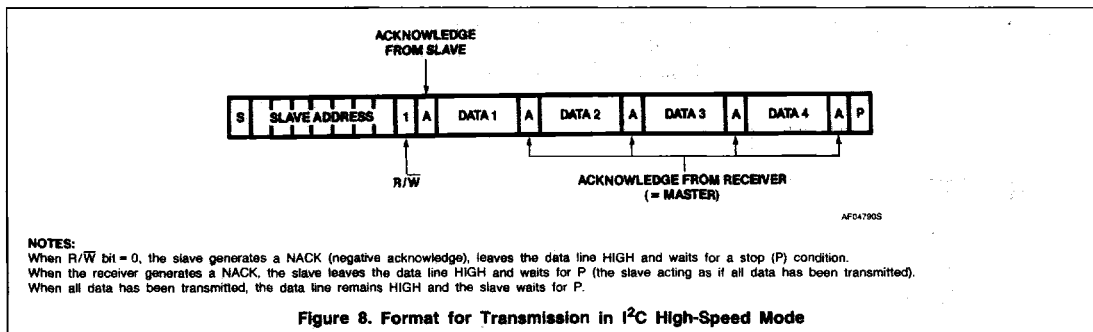 ACKNOWLEDGE
FROM SLAVE
S SLAVE ADDRESS 1 A DATA 1 A DATA 2 A DATA 3 A DATA 4 A P
R/W̅
ACKNOWLEDGE FROM RECEIVER
(= MASTER)
AF04790S
NOTES:
When R/W̅ bit = 0, the slave generates a NACK (negative acknowledge), leaves the data line HIGH and waits for a stop (P) condition.
When the receiver generates a NACK, the slave leaves the data line HIGH and waits for P (the slave acting as if all data has been transmitted).
When all data has been transmitted, the data line remains HIGH and the slave waits for P.
Figure 8. Format for Transmission in I²C High-Speed Mode